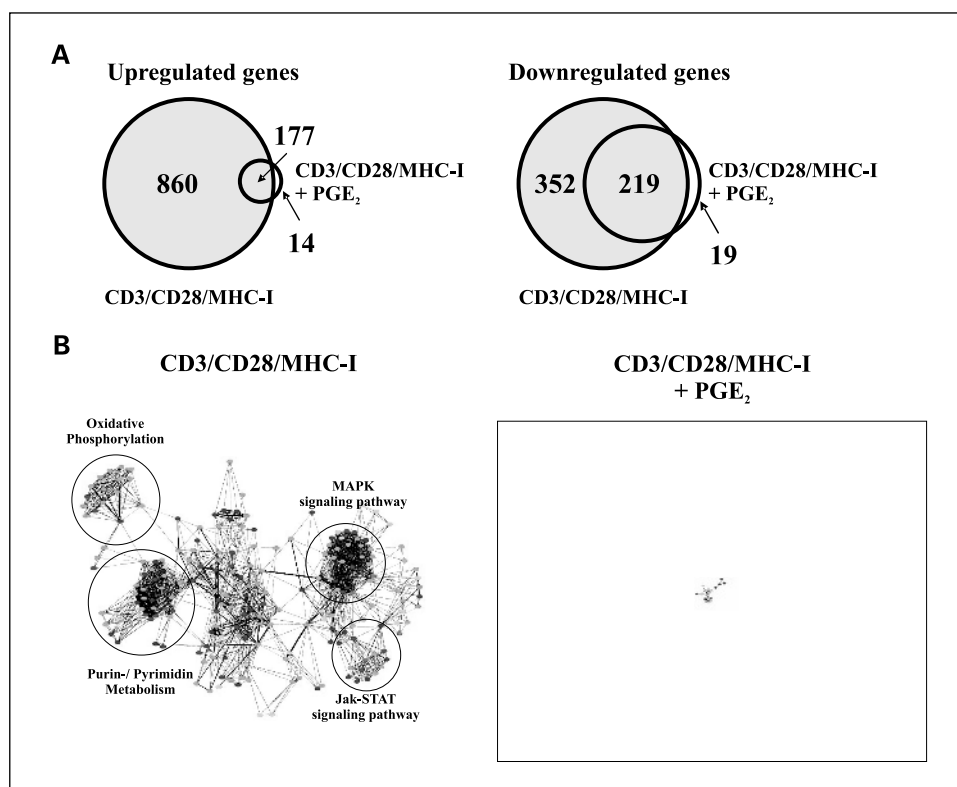 A
Upregulated genes
860
177
CD3/CD28/MHC-I
+ PGE₂
14
CD3/CD28/MHC-I
Downregulated genes
352
219
CD3/CD28/MHC-I
+ PGE₂
19
CD3/CD28/MHC-I
B
CD3/CD28/MHC-I
Oxidative
Phosphorylation
MAPK
signaling pathway
Purin-/ Pyrimidin
Metabolism
Jak-STAT
signaling pathway
CD3/CD28/MHC-I
+ PGE₂